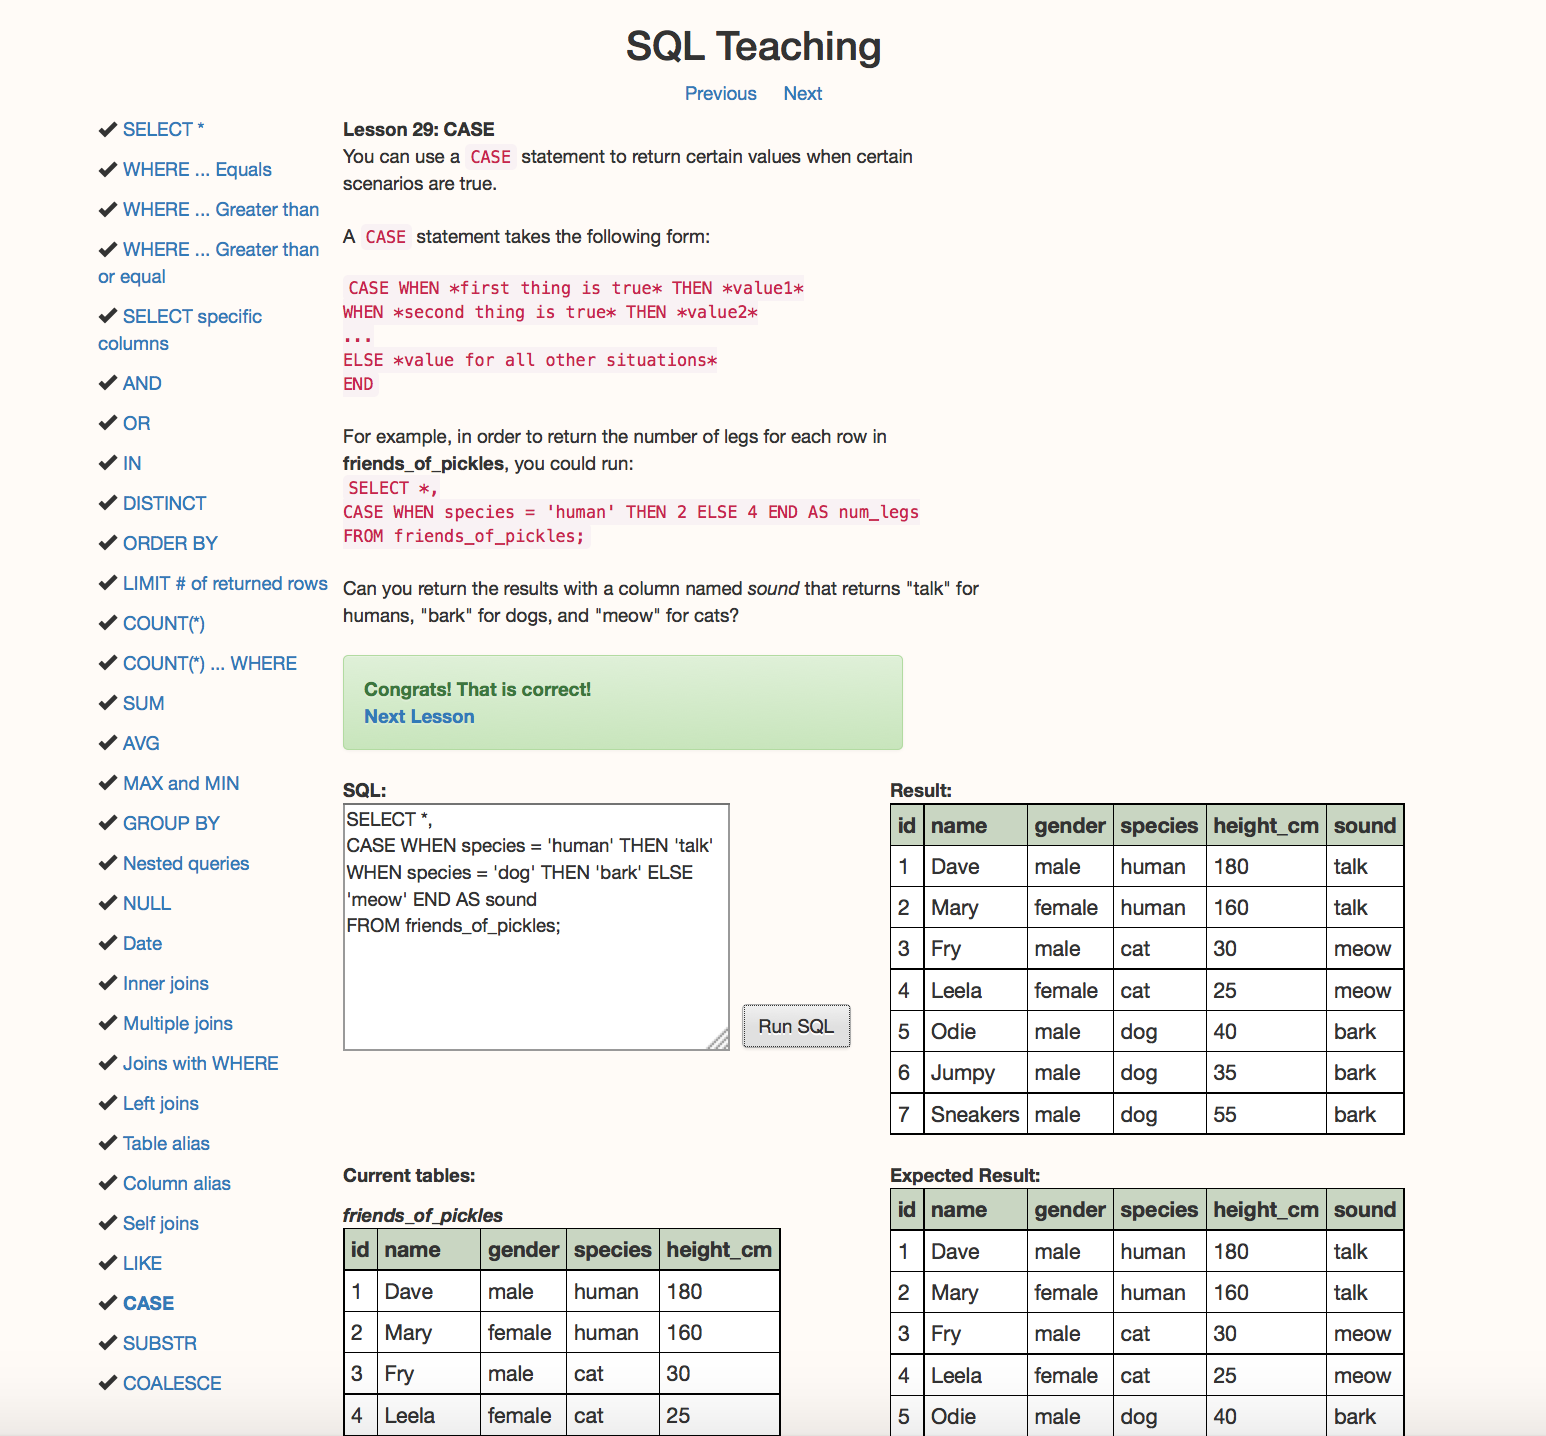 SQL Teaching
Previous Next
✔ SELECT *
✔ WHERE ... Equals
✔ WHERE ... Greater than
✔ WHERE ... Greater than
or equal
✔ SELECT specific
columns
✔ AND
✔ OR
✔ IN
✔ DISTINCT
✔ ORDER BY
✔ LIMIT # of returned rows
✔ COUNT(*)
✔ COUNT(*) ... WHERE
✔ SUM
✔ AVG
✔ MAX and MIN
✔ GROUP BY
✔ Nested queries
✔ NULL
✔ Date
✔ Inner joins
✔ Multiple joins
✔ Joins with WHERE
✔ Left joins
✔ Table alias
✔ Column alias
✔ Self joins
✔ LIKE
✔ CASE
✔ SUBSTR
✔ COALESCE
Lesson 29: CASE
You can use a CASE statement to return certain values when certain
scenarios are true.
A CASE statement takes the following form:
CASE WHEN *first thing is true* THEN *value1*
WHEN *second thing is true* THEN *value2*
...
ELSE *value for all other situations*
END
For example, in order to return the number of legs for each row in
friends_of_pickles, you could run:
SELECT *,
CASE WHEN species = 'human' THEN 2 ELSE 4 END AS num_legs
FROM friends_of_pickles;
Can you return the results with a column named sound that returns "talk" for
humans, "bark" for dogs, and "meow" for cats?
Congrats! That is correct!
Next Lesson
SQL:
SELECT *,
CASE WHEN species = 'human' THEN 'talk'
WHEN species = 'dog' THEN 'bark' ELSE
'meow' END AS sound
FROM friends_of_pickles;
Run SQL
Result:
id name gender species height_cm sound
1 Dave male human 180 talk
2 Mary female human 160 talk
3 Fry male cat 30 meow
4 Leela female cat 25 meow
5 Odie male dog 40 bark
6 Jumpy male dog 35 bark
7 Sneakers male dog 55 bark
Current tables:
friends_of_pickles
id name gender species height_cm
1 Dave male human 180
2 Mary female human 160
3 Fry male cat 30
4 Leela female cat 25
Expected Result:
id name gender species height_cm sound
1 Dave male human 180 talk
2 Mary female human 160 talk
3 Fry male cat 30 meow
4 Leela female cat 25 meow
5 Odie male dog 40 bark